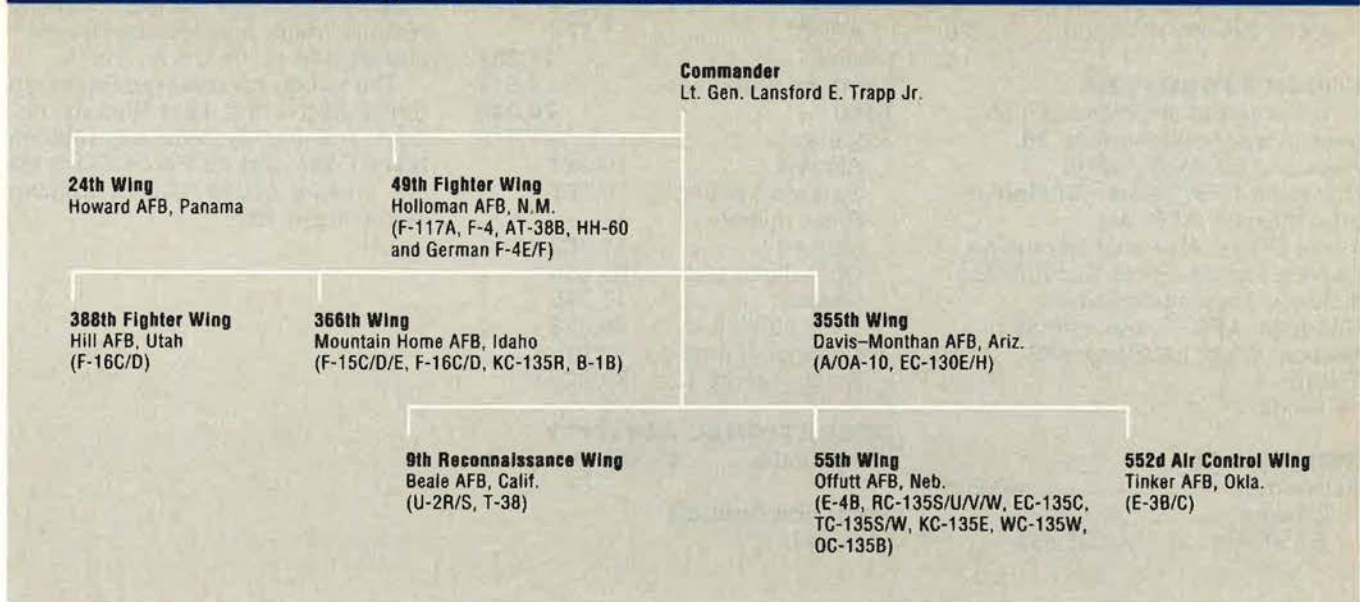 Commander
Lt. Gen. Lansford E. Trapp Jr.
24th Wing
Howard AFB, Panama
49th Fighter Wing
Holloman AFB, N.M.
(F-117A, F-4, AT-38B, HH-60
and German F-4E/F)
388th Fighter Wing
Hill AFB, Utah
(F-16C/D)
366th Wing
Mountain Home AFB, Idaho
(F-15C/D/E, F-16C/D, KC-135R, B-1B)
355th Wing
Davis–Monthan AFB, Ariz.
(A/OA-10, EC-130E/H)
9th Reconnaissance Wing
Beale AFB, Calif.
(U-2R/S, T-38)
55th Wing
Offutt AFB, Neb.
(E-4B, RC-135S/U/V/W, EC-135C,
TC-135S/W, KC-135E, WC-135W,
OC-135B)
552d Air Control Wing
Tinker AFB, Okla.
(E-3B/C)